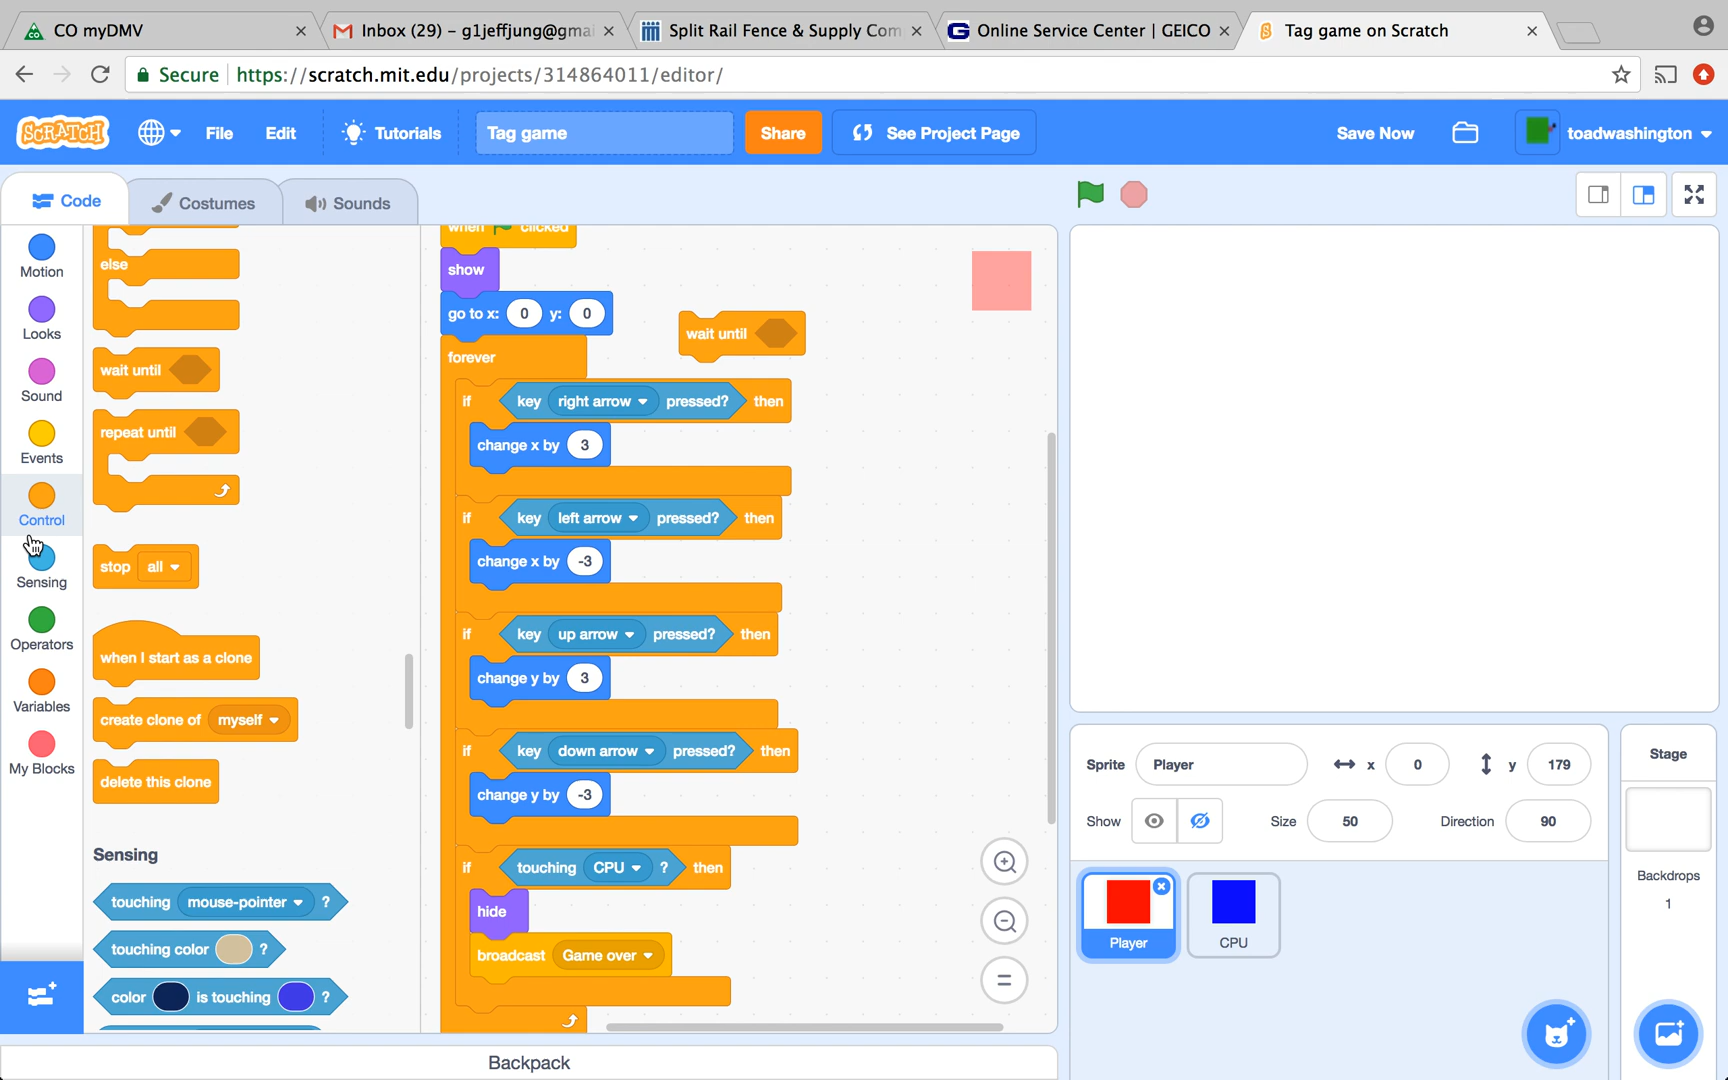 CO myDMV
Inbox (29) – g1jeffjung@gmai
Split Rail Fence & Supply Com
Online Service Center | GEICO
Tag game on Scratch
Secure
https://scratch.mit.edu/projects/314864011/editor/
SCRATCH
File
Edit
Tutorials
Tag game
Share
See Project Page
Save Now
toadwashington
Code
Costumes
Sounds
Motion
Looks
Sound
Events
Control
Sensing
Operators
Variables
My Blocks
else
wait until
repeat until
stop all
when I start as a clone
create clone of myself
delete this clone
Sensing
touching mouse-pointer ?
touching color ?
color is touching ?
when clicked
show
go to x: 0 y: 0
forever
wait until
if key right arrow pressed? then
change x by 3
if key left arrow pressed? then
change x by -3
if key up arrow pressed? then
change y by 3
if key down arrow pressed? then
change y by -3
if touching CPU ? then
hide
broadcast Game over
Backpack
Sprite Player x 0 y 179
Show Size 50 Direction 90
Player
CPU
Stage
Backdrops
1